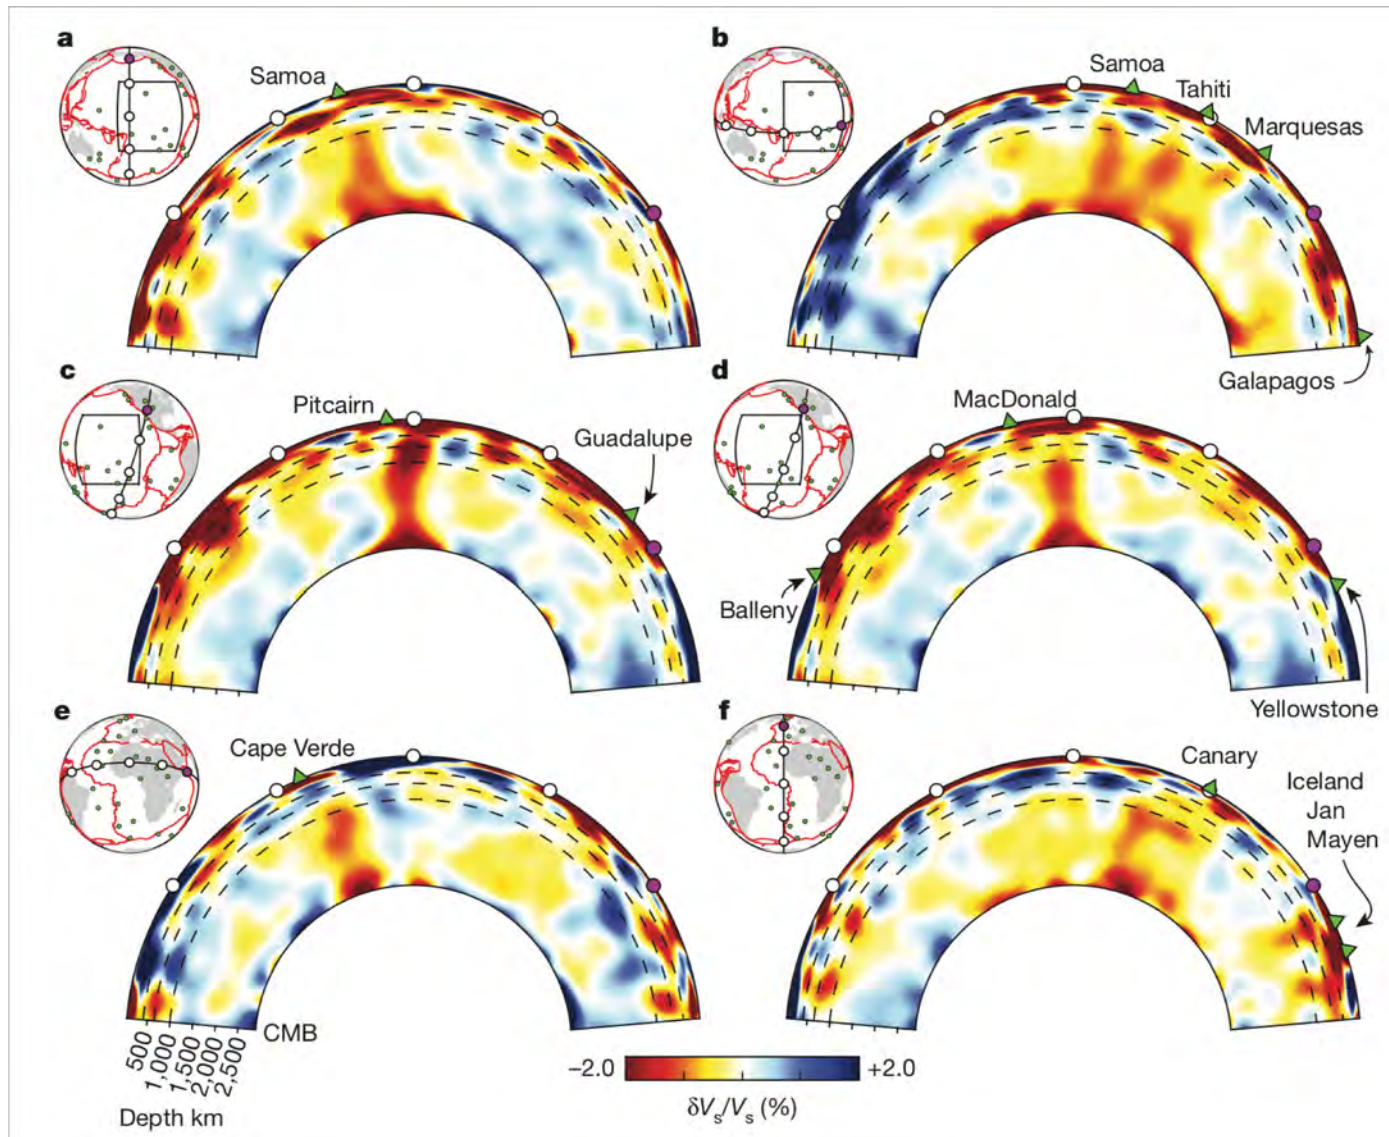 a
Samoa
b
Samoa
Tahiti
Marquesas
Galapagos
c
Pitcairn
Guadalupe
d
MacDonald
Balleny
Yellowstone
e
Cape Verde
f
Canary
Iceland
Jan
Mayen
CMB
500
1,000
1,500
2,000
2,500
Depth km
−2.0
+2.0
δVs/Vs (%)